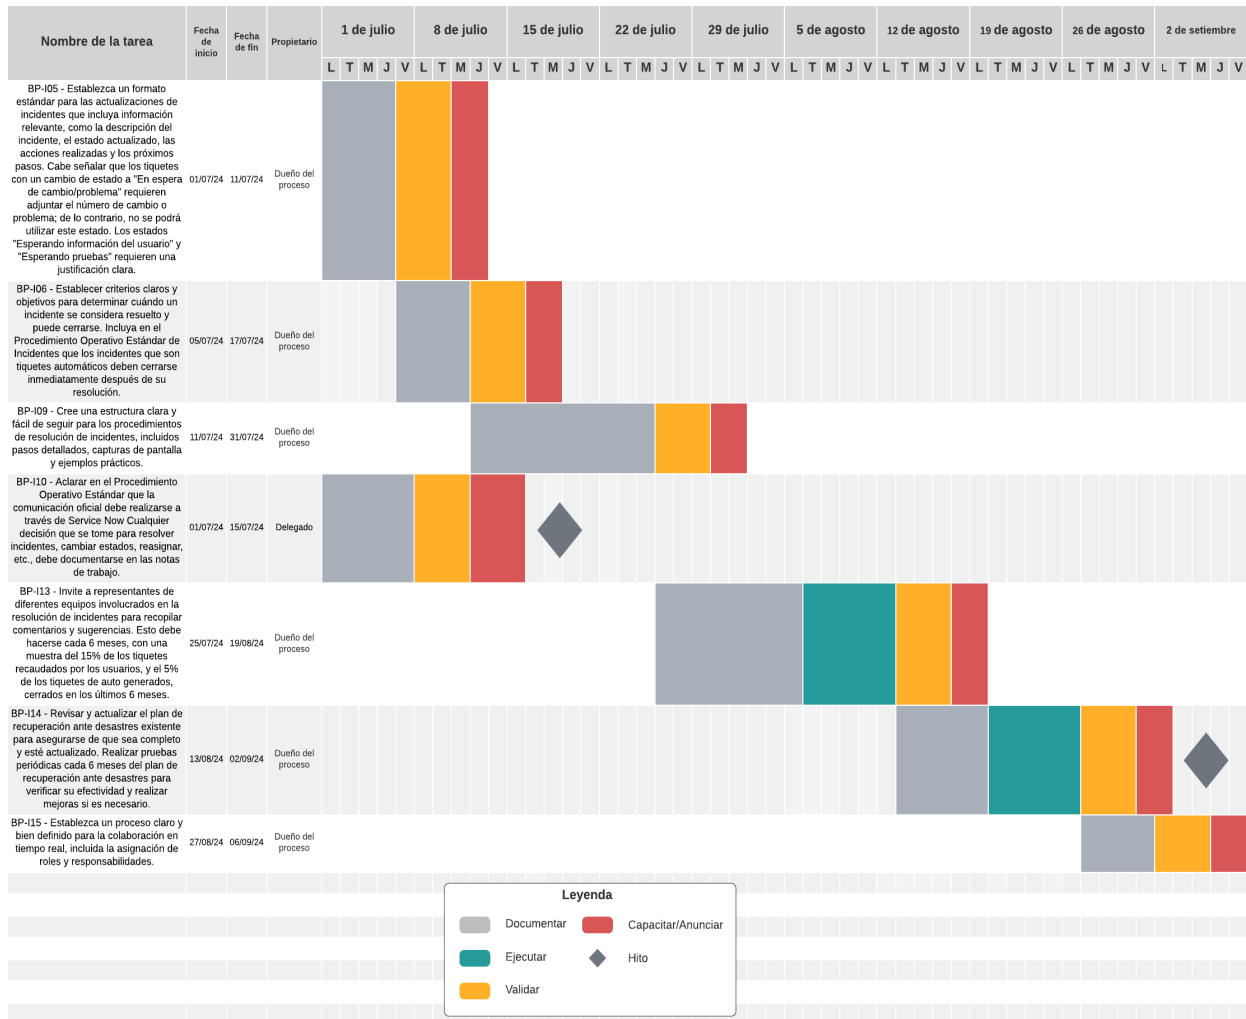 Nombre de la tarea
Fecha
de
inicio
Fecha
de fin
Propietario
1 de julio
8 de julio
15 de julio
22 de julio
29 de julio
5 de agosto
12 de agosto
19 de agosto
26 de agosto
2 de setiembre
L T M J V L T M J V L T M J V L T M J V L T M J V L T M J V L T M J V L T M J V L T M J V L T M J V
BP-I05 - Establezca un formato
estándar para las actualizaciones de
incidentes que incluya información
relevante, como la descripción del
incidente, el estado actualizado, las
acciones realizadas y los próximos
pasos. Cabe señalar que los tiquetes
con un cambio de estado a "En espera
de cambio/problema" requieren
adjuntar el número de cambio o
problema; de lo contrario, no se podrá
utilizar este estado. Los estados
"Esperando información del usuario" y
"Esperando pruebas" requieren una
justificación clara.
01/07/24
11/07/24
Dueño del
proceso
BP-I06 - Establecer criterios claros y
objetivos para determinar cuándo un
incidente se considera resuelto y
puede cerrarse. Incluya en el
Procedimiento Operativo Estándar de
Incidentes que los incidentes que son
tiquetes automáticos deben cerrarse
inmediatamente después de su
resolución.
05/07/24
17/07/24
Dueño del
proceso
BP-I09 - Cree una estructura clara y
fácil de seguir para los procedimientos
de resolución de incidentes, incluidos
pasos detallados, capturas de pantalla
y ejemplos prácticos.
11/07/24
31/07/24
Dueño del
proceso
BP-I10 - Aclarar en el Procedimiento
Operativo Estándar que la
comunicación oficial debe realizarse a
través de Service Now Cualquier
decisión que se tome para resolver
incidentes, cambiar estados, reasignar,
etc., debe documentarse en las notas
de trabajo.
01/07/24
15/07/24
Delegado
BP-I13 - Invite a representantes de
diferentes equipos involucrados en la
resolución de incidentes para recopilar
comentarios y sugerencias. Esto debe
hacerse cada 6 meses, con una
muestra del 15% de los tiquetes
recaudados por los usuarios, y el 5%
de los tiquetes de auto generados,
cerrados en los últimos 6 meses.
25/07/24
19/08/24
Dueño del
proceso
BP-I14 - Revisar y actualizar el plan de
recuperación ante desastres existente
para asegurarse de que sea completo
y esté actualizado. Realizar pruebas
periódicas cada 6 meses del plan de
recuperación ante desastres para
verificar su efectividad y realizar
mejoras si es necesario.
13/08/24
02/09/24
Dueño del
proceso
BP-I15 - Establezca un proceso claro y
bien definido para la colaboración en
tiempo real, incluida la asignación de
roles y responsabilidades.
27/08/24
06/09/24
Dueño del
proceso
Leyenda
Documentar
Capacitar/Anunciar
Ejecutar
Hito
Validar